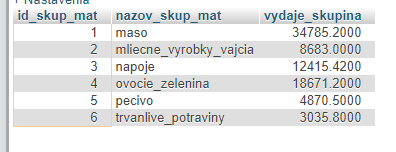 + Nastavenia
id_skup_mat nazov_skup_mat vydaje_skupina
1 maso 34785.2000
2 mliecne_vyrobky_vajcia 8683.0000
3 napoje 12415.4200
4 ovocie_zelenina 18671.2000
5 pecivo 4870.5000
6 trvanlive_potraviny 3035.8000